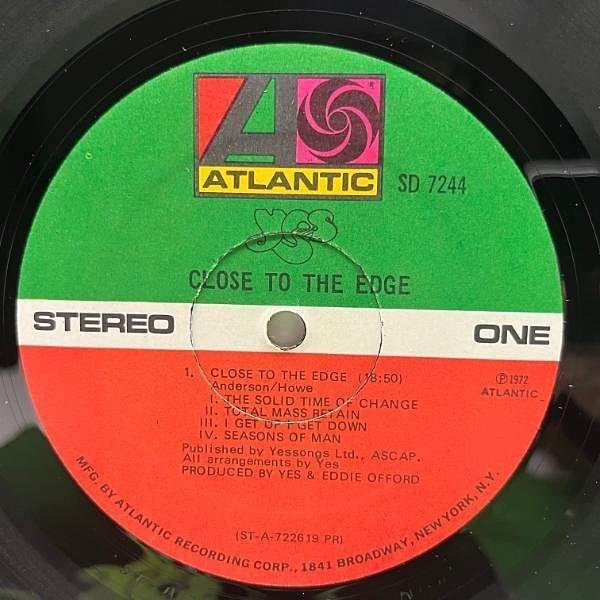 ATLANTIC
SD 7244
yes
CLOSE TO THE EDGE
STEREO
ONE
1. CLOSE TO THE EDGE (18:50)
Anderson/Howe
I. THE SOLID TIME OF CHANGE
II. TOTAL MASS RETAIN
III. I GET UP I GET DOWN
IV. SEASONS OF MAN
Published by Yessongs Ltd., ASCAP.
All arrangements by Yes
PRODUCED BY YES & EDDIE OFFORD
℗1972
ATLANTIC
(ST-A-722619 PR)
MFG. BY ATLANTIC RECORDING CORP., 1841 BROADWAY, NEW YORK, N.Y.